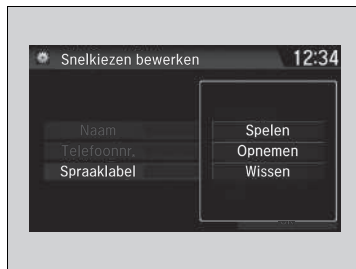 Snelkiezen bewerken 12:34
Naam
Telefoonnr.
Spraaklabel
Spelen
Opnemen
Wissen